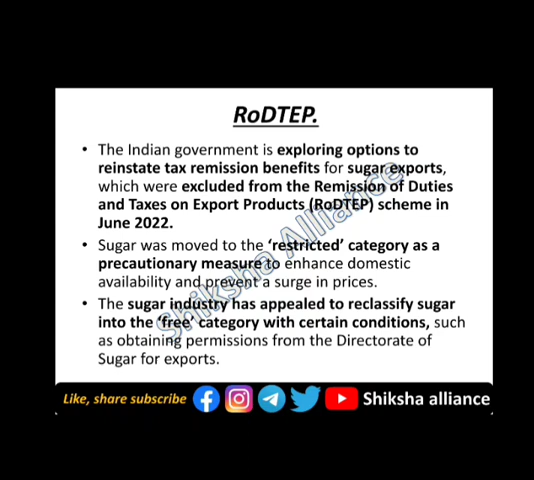 RoDTEP.
• The Indian government is exploring options to
reinstate tax remission benefits for sugar exports,
which were excluded from the Remission of Duties
and Taxes on Export Products (RoDTEP) scheme in
June 2022.
• Sugar was moved to the ‘restricted’ category as a
precautionary measure to enhance domestic
availability and prevent a surge in prices.
• The sugar industry has appealed to reclassify sugar
into the ‘free’ category with certain conditions, such
as obtaining permissions from the Directorate of
Sugar for exports.
Shiksha Alliance
Like, share subscribe
Shiksha alliance